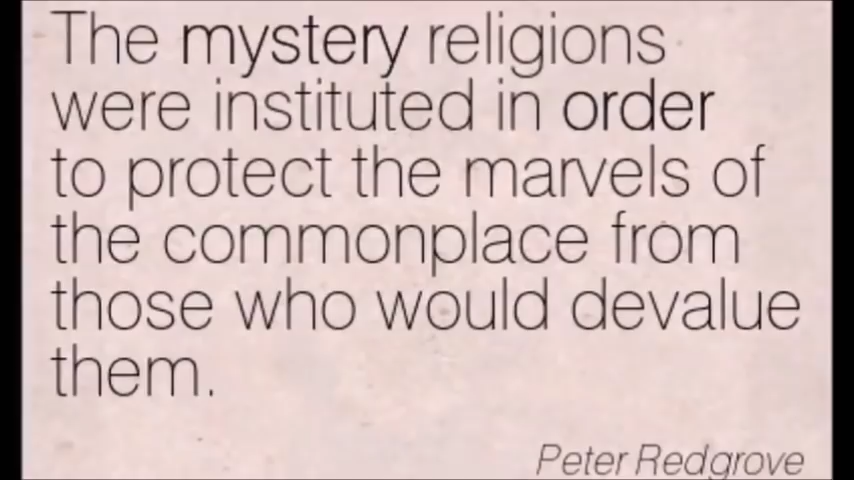 The mystery religions
were instituted in order
to protect the marvels of
the commonplace from
those who would devalue
them.
Peter Redgrove